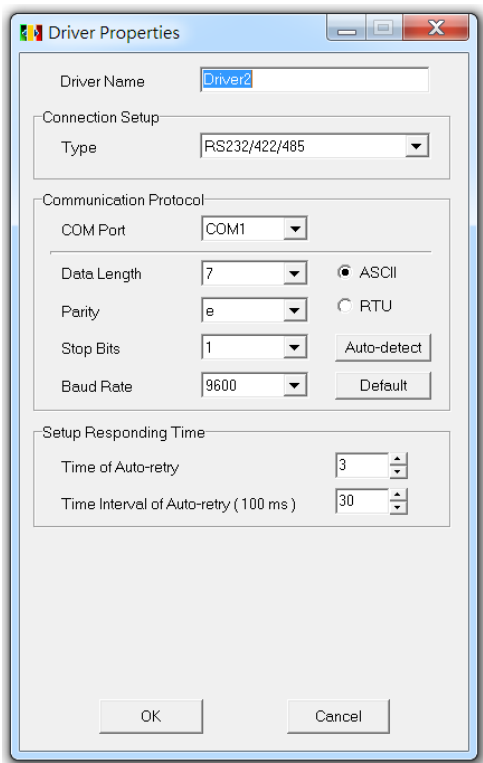 Driver Properties
Driver Name Driver2
Connection Setup
Type RS232/422/485
Communication Protocol
COM Port COM1
Data Length 7 ASCII
Parity e RTU
Stop Bits 1 Auto-detect
Baud Rate 9600 Default
Setup Responding Time
Time of Auto-retry 3
Time Interval of Auto-retry ( 100 ms ) 30
OK Cancel